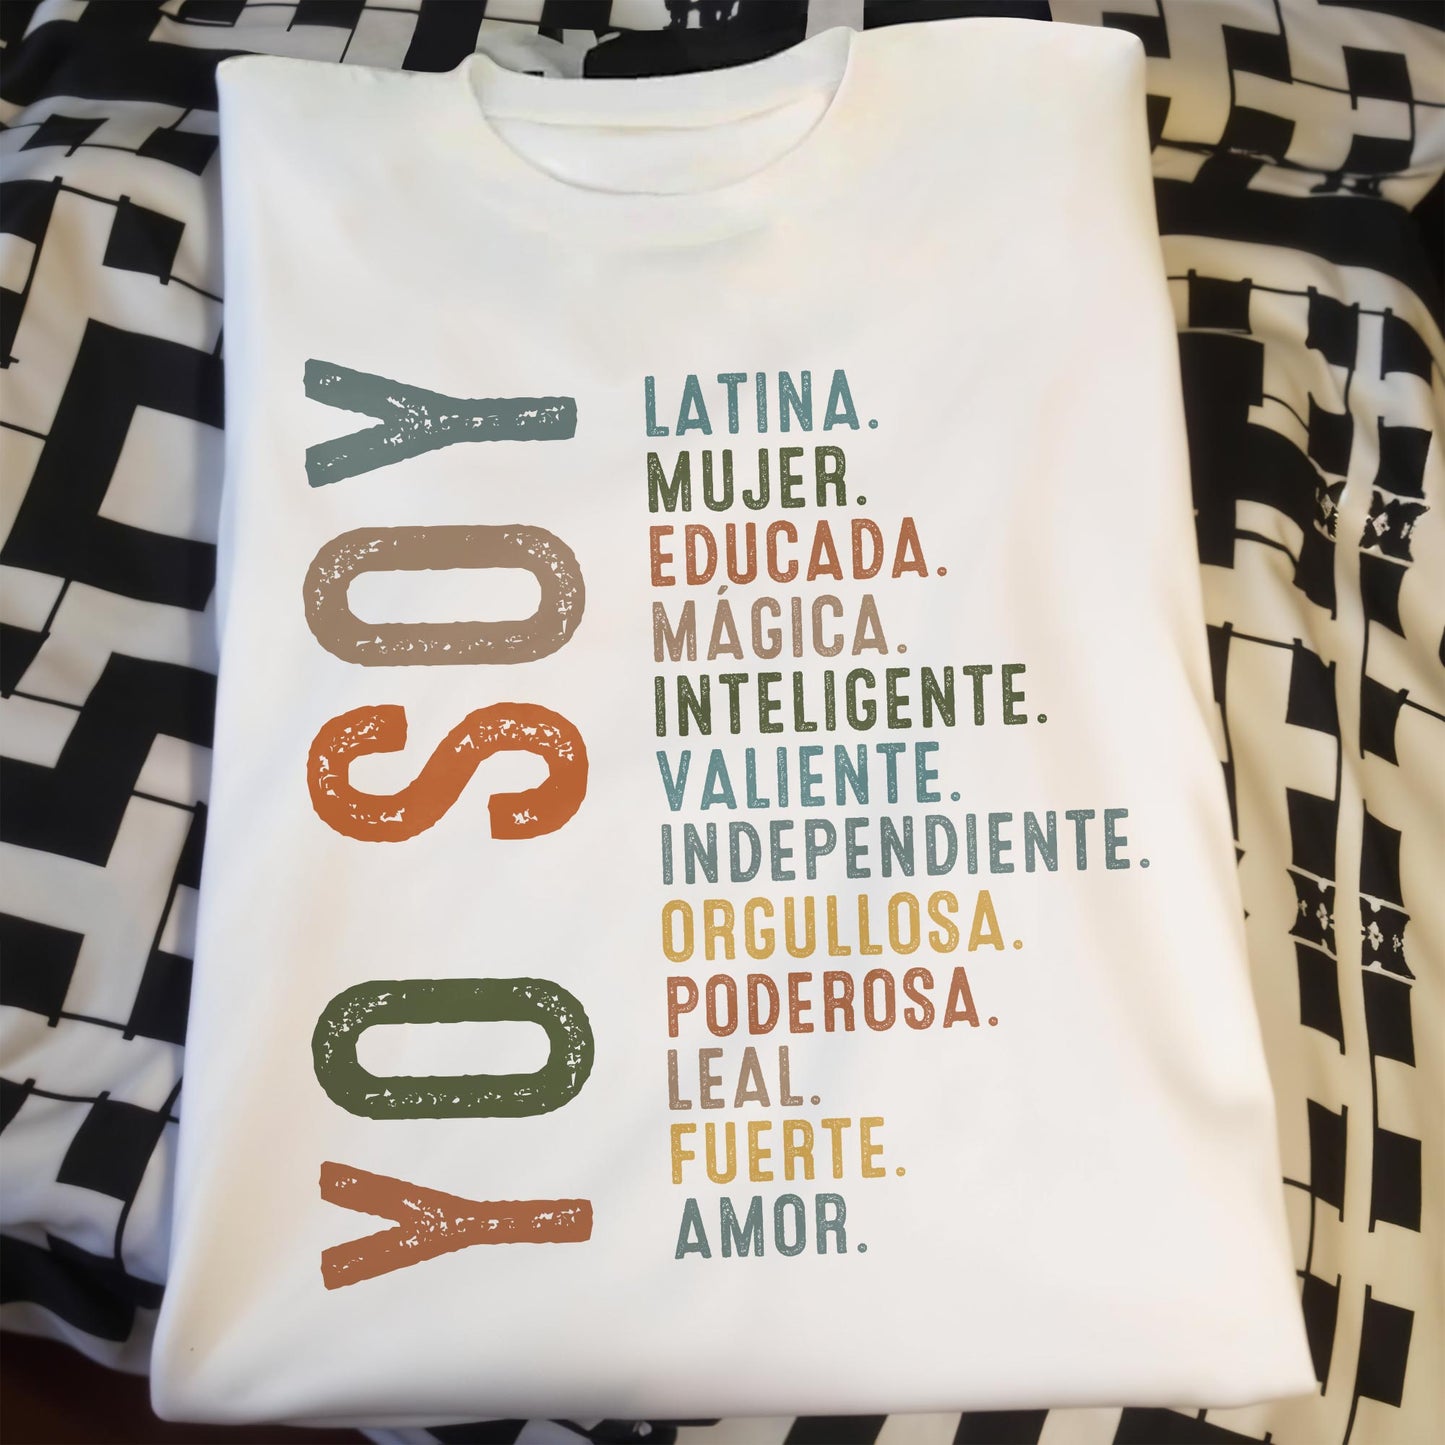 YO SOY
LATINA.
MUJER.
EDUCADA.
MÁGICA.
INTELIGENTE.
VALIENTE.
INDEPENDIENTE.
ORGULLOSA.
PODEROSA.
LEAL.
FUERTE.
AMOR.